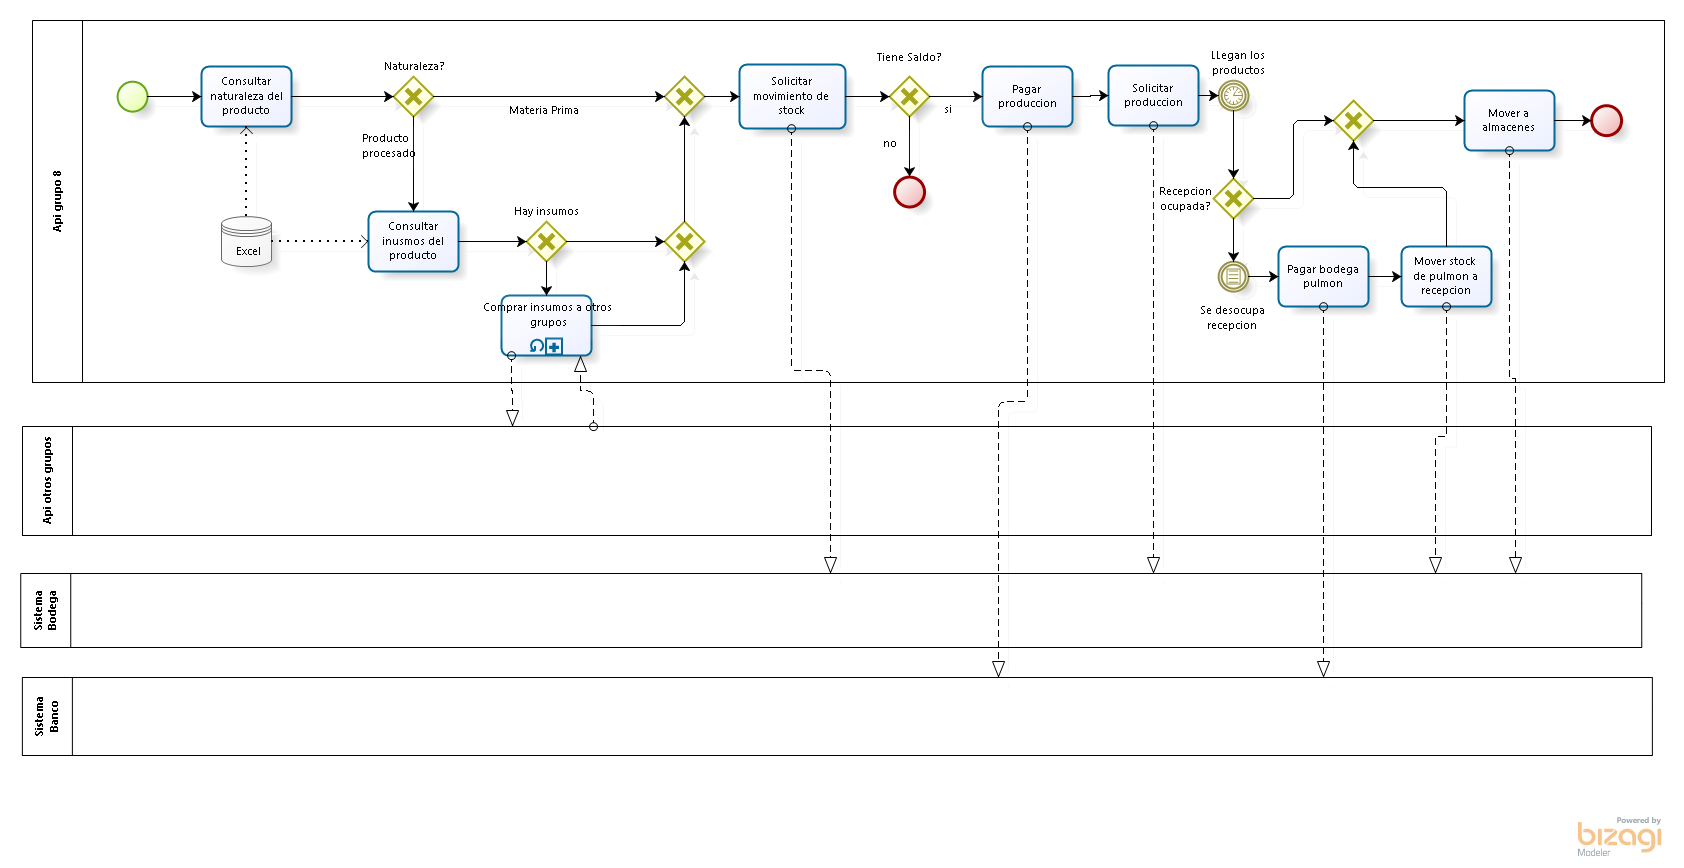 Api grupo 8
Consultar
naturaleza del
producto
Naturaleza?
Materia Prima
Producto
procesado
Excel
Consultar
inusmos del
producto
Hay insumos
Comprar insumos a otros
grupos
Solicitar
movimiento de
stock
Tiene Saldo?
si
no
Pagar
produccion
Solicitar
produccion
LLegan los
productos
Recepcion
ocupada?
Se desocupa
recepcion
Pagar bodega
pulmon
Mover stock
de pulmon a
recepcion
Mover a
almacenes
Api otros grupos
Sistema
Bodega
Sistema
Banco
Powered by
bizagi
Modeler